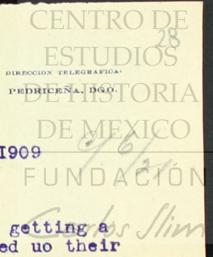 CENTRO DE
28
ESTUDIOS
DIRECCION TELEGRAFICA:
DE HISTORIA
PEDRICEÑA, DGO.
DE MEXICO
1909
FUNDACIÓN
Carlos Slim
getting a
ed uo their